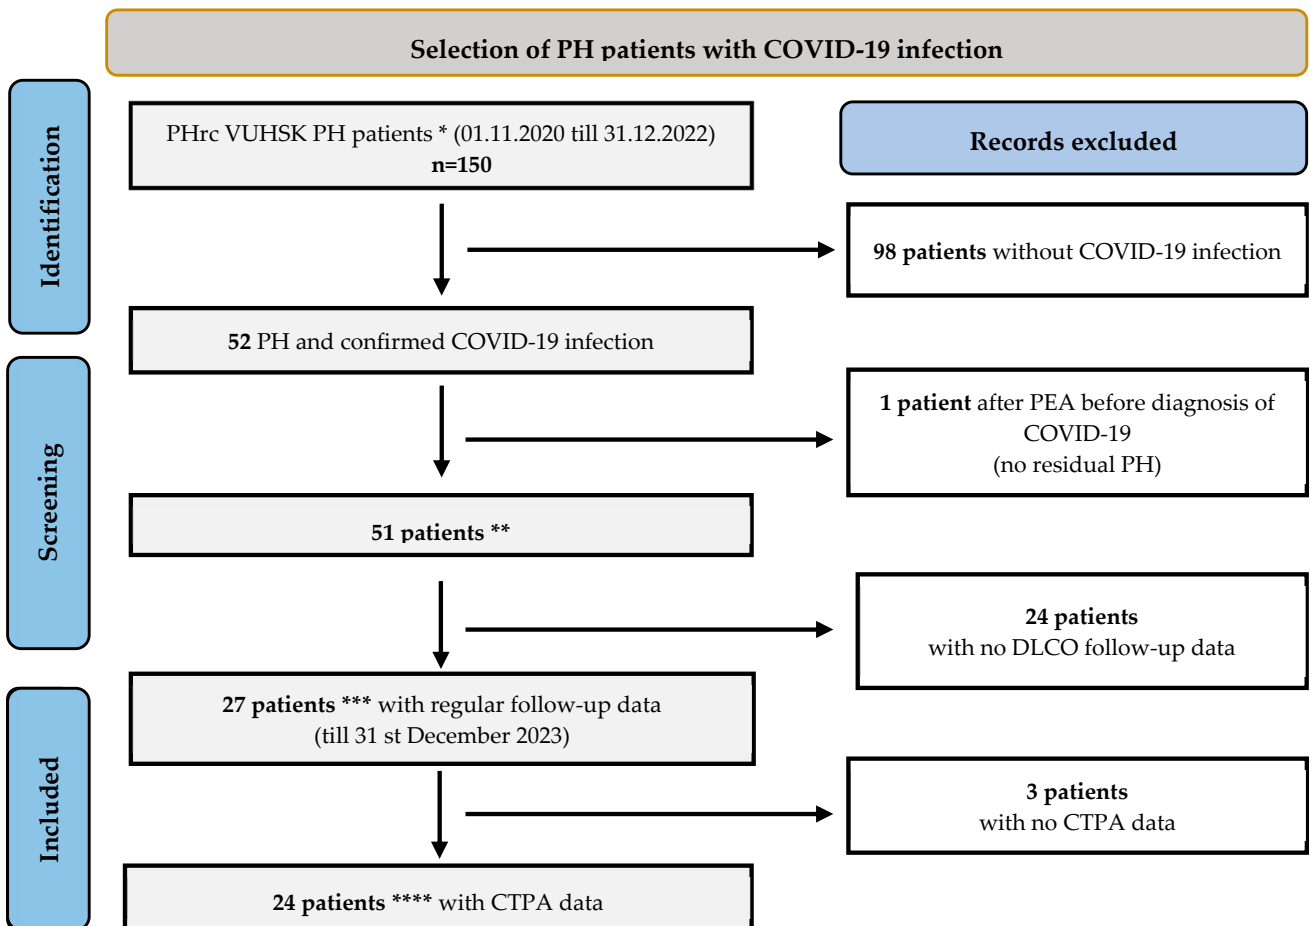 Selection of PH patients with COVID-19 infection
Identification
PHrc VUHSK PH patients * (01.11.2020 till 31.12.2022)
n=150
Records excluded
98 patients without COVID-19 infection
52 PH and confirmed COVID-19 infection
Screening
1 patient after PEA before diagnosis of
COVID-19
(no residual PH)
51 patients **
24 patients
with no DLCO follow-up data
Included
27 patients *** with regular follow-up data
(till 31 st December 2023)
3 patients
with no CTPA data
24 patients **** with CTPA data